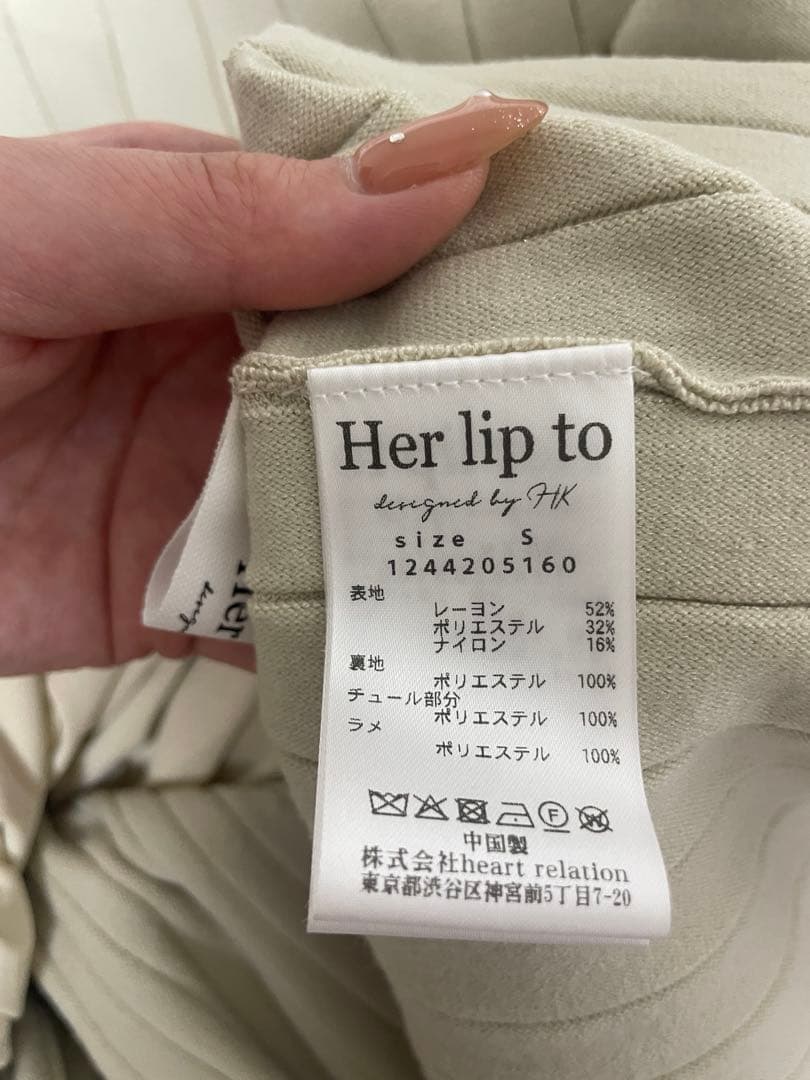 Her lip to
designed by HK
size S
1244205160
表地
レーヨン 52%
ポリエステル 32%
ナイロン 16%
裏地
ポリエステル 100%
チュール部分
ポリエステル 100%
ラメ
ポリエステル 100%
中国製
株式会社heart relation
東京都渋谷区神宮前5丁目7-20
Her